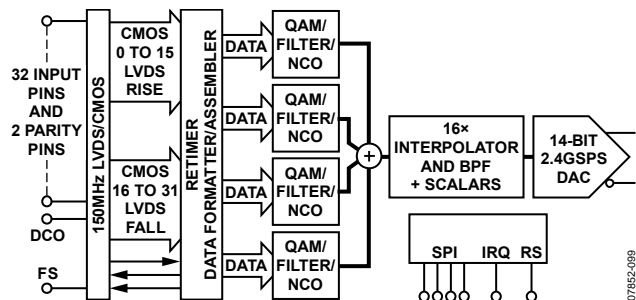 32 INPUT
PINS
AND
2 PARITY
PINS
DCO
FS
150MHz LVDS/CMOS
CMOS
0 TO 15
LVDS
RISE
CMOS
16 TO 31
LVDS
FALL
RETIMER
DATA FORMATTER/ASSEMBLER
DATA
QAM/
FILTER/
NCO
DATA
QAM/
FILTER/
NCO
DATA
QAM/
FILTER/
NCO
DATA
QAM/
FILTER/
NCO
+
16×
INTERPOLATOR
AND BPF
+ SCALARS
14-BIT
2.4GSPS
DAC
SPI IRQ RS
07852-099